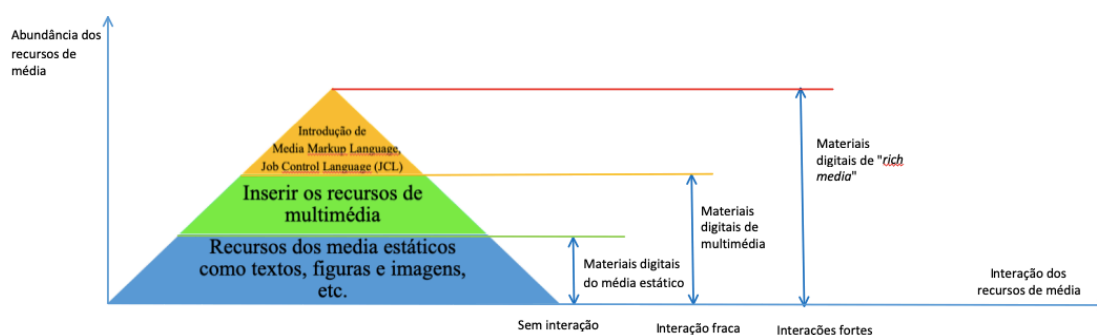 Abundância dos
recursos de
média
Introdução de
Media Markup Language,
Job Control Language (JCL)
Inserir os recursos de
multimédia
Recursos dos media estáticos
como textos, figuras e imagens,
etc.
Materiais digitais
do média estático
Materiais
digitais de
multimédia
Materiais
digitais de "rich
media"
Interação dos
recursos de média
Sem interação
Interação fraca
Interações fortes